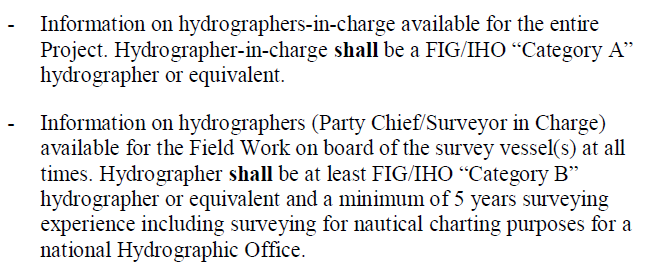 - Information on hydrographers-in-charge available for the entire
Project. Hydrographer-in-charge shall be a FIG/IHO “Category A”
hydrographer or equivalent.
- Information on hydrographers (Party Chief/Surveyor in Charge)
available for the Field Work on board of the survey vessel(s) at all
times. Hydrographer shall be at least FIG/IHO “Category B”
hydrographer or equivalent and a minimum of 5 years surveying
experience including surveying for nautical charting purposes for a
national Hydrographic Office.